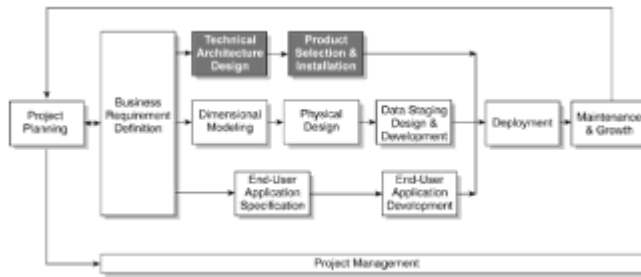 Technical
Architecture
Design
Product
Selection &
Installation
Project
Planning
Business
Requirement
Definition
Dimensional
Modeling
Physical
Design
Data Staging
Design &
Development
Deployment
Maintenance
& Growth
End-User
Application
Specification
End-User
Application
Development
Project Management